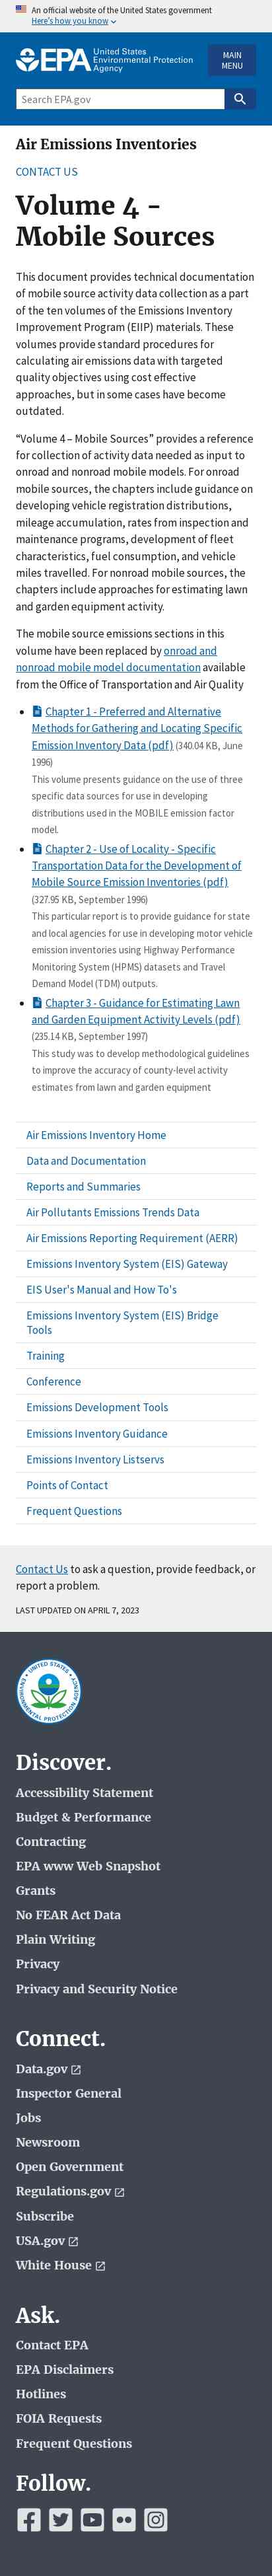 An official website of the United States government
Here's how you know
EPA United States
Environmental Protection
Agency
MAIN
MENU
Search EPA.gov
Air Emissions Inventories
CONTACT US
Volume 4 -
Mobile Sources
This document provides technical documentation
of mobile source activity data collection as a part
of the ten volumes of the Emissions Inventory
Improvement Program (EIIP) materials. These
volumes provide standard procedures for
calculating air emissions data with targeted
quality objectives using cost effective
approaches, but in some cases have become
outdated.
“Volume 4 – Mobile Sources” provides a reference
for collection of activity data needed as input to
onroad and nonroad mobile models. For onroad
mobile sources, the chapters include guidance on
developing vehicle registration distributions,
mileage accumulation, rates from inspection and
maintenance programs, development of fleet
characteristics, fuel consumption, and vehicle
miles travelled. For nonroad mobile sources, the
chapters include approaches for estimating lawn
and garden equipment activity.
The mobile source emissions sections in this
volume have been replaced by onroad and
nonroad mobile model documentation available
from the Office of Transportation and Air Quality
Chapter 1 - Preferred and Alternative
Methods for Gathering and Locating Specific
Emission Inventory Data (pdf) (340.04 KB, June
1996)
This volume presents guidance on the use of three
specific data sources for use in developing
distributions used in the MOBILE emission factor
model.
Chapter 2 - Use of Locality - Specific
Transportation Data for the Development of
Mobile Source Emission Inventories (pdf)
(327.95 KB, September 1996)
This particular report is to provide guidance for state
and local agencies for use in developing motor vehicle
emission inventories using Highway Performance
Monitoring System (HPMS) datasets and Travel
Demand Model (TDM) outputs.
Chapter 3 - Guidance for Estimating Lawn
and Garden Equipment Activity Levels (pdf)
(235.14 KB, September, 1997)
This study was to develop methodological guidelines
to improve the accuracy of county-level activity
estimates from lawn and garden equipment
Air Emissions Inventory Home
Data and Documentation
Reports and Summaries
Air Pollutants Emissions Trends Data
Air Emissions Reporting Requirement (AERR)
Emissions Inventory System (EIS) Gateway
EIS User's Manual and How To's
Emissions Inventory System (EIS) Bridge
Tools
Training
Conference
Emissions Development Tools
Emissions Inventory Guidance
Emissions Inventory Listservs
Points of Contact
Frequent Questions
Contact Us to ask a question, provide feedback, or
report a problem.
LAST UPDATED ON APRIL 7, 2023
UNITED STATES
ENVIRONMENTAL PROTECTION AGENCY
Discover.
Accessibility Statement
Budget & Performance
Contracting
EPA www Web Snapshot
Grants
No FEAR Act Data
Plain Writing
Privacy
Privacy and Security Notice
Connect.
Data.gov
Inspector General
Jobs
Newsroom
Open Government
Regulations.gov
Subscribe
USA.gov
White House
Ask.
Contact EPA
EPA Disclaimers
Hotlines
FOIA Requests
Frequent Questions
Follow.